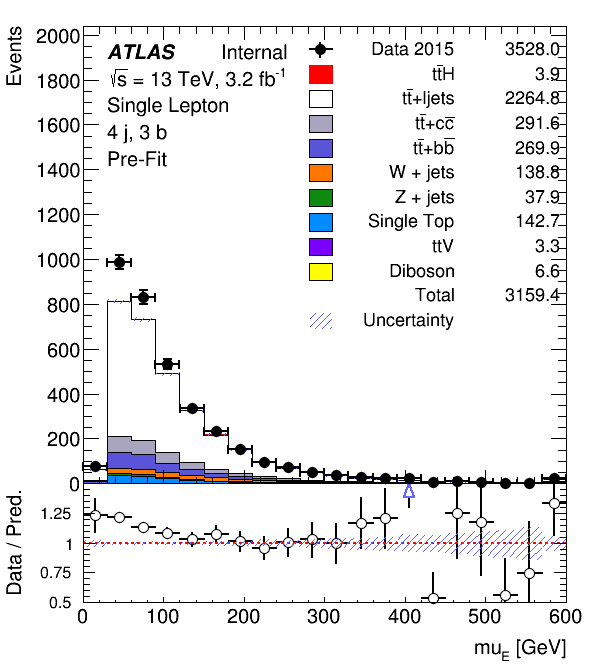 Events
2000
1800
1600
1400
1200
1000
800
600
400
200
0
ATLAS Internal
√s = 13 TeV, 3.2 fb⁻¹
Single Lepton
4 j, 3 b
Pre-Fit
Data 2015 3528.0
tt̄H 3.9
tt̄+ljets 2264.8
tt̄+cc̄ 291.6
tt̄+bb̄ 269.9
W + jets 138.8
Z + jets 37.9
Single Top 142.7
ttV 3.3
Diboson 6.6
Total 3159.4
Uncertainty
Data / Pred.
1.25
1
0.75
0.5
0 100 200 300 400 500 600
mu_E [GeV]